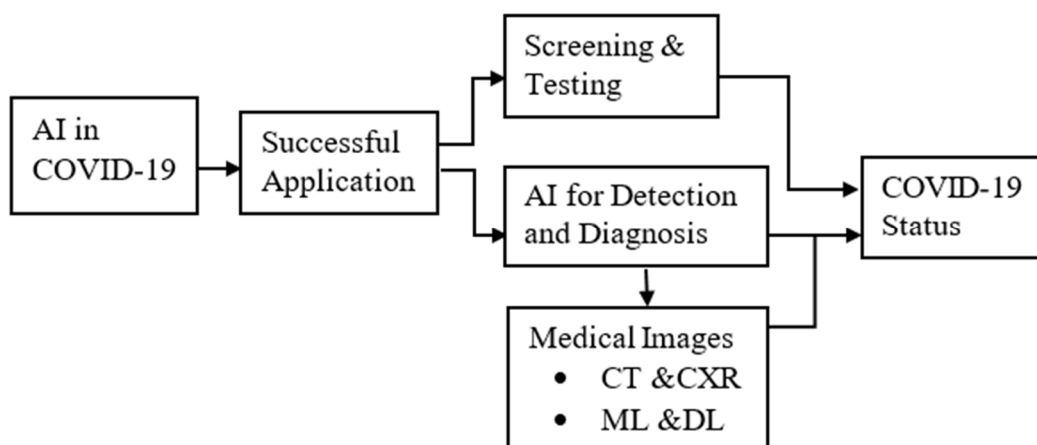 AI in
COVID-19
Successful
Application
Screening &
Testing
AI for Detection
and Diagnosis
Medical Images
• CT &CXR
• ML &DL
COVID-19
Status